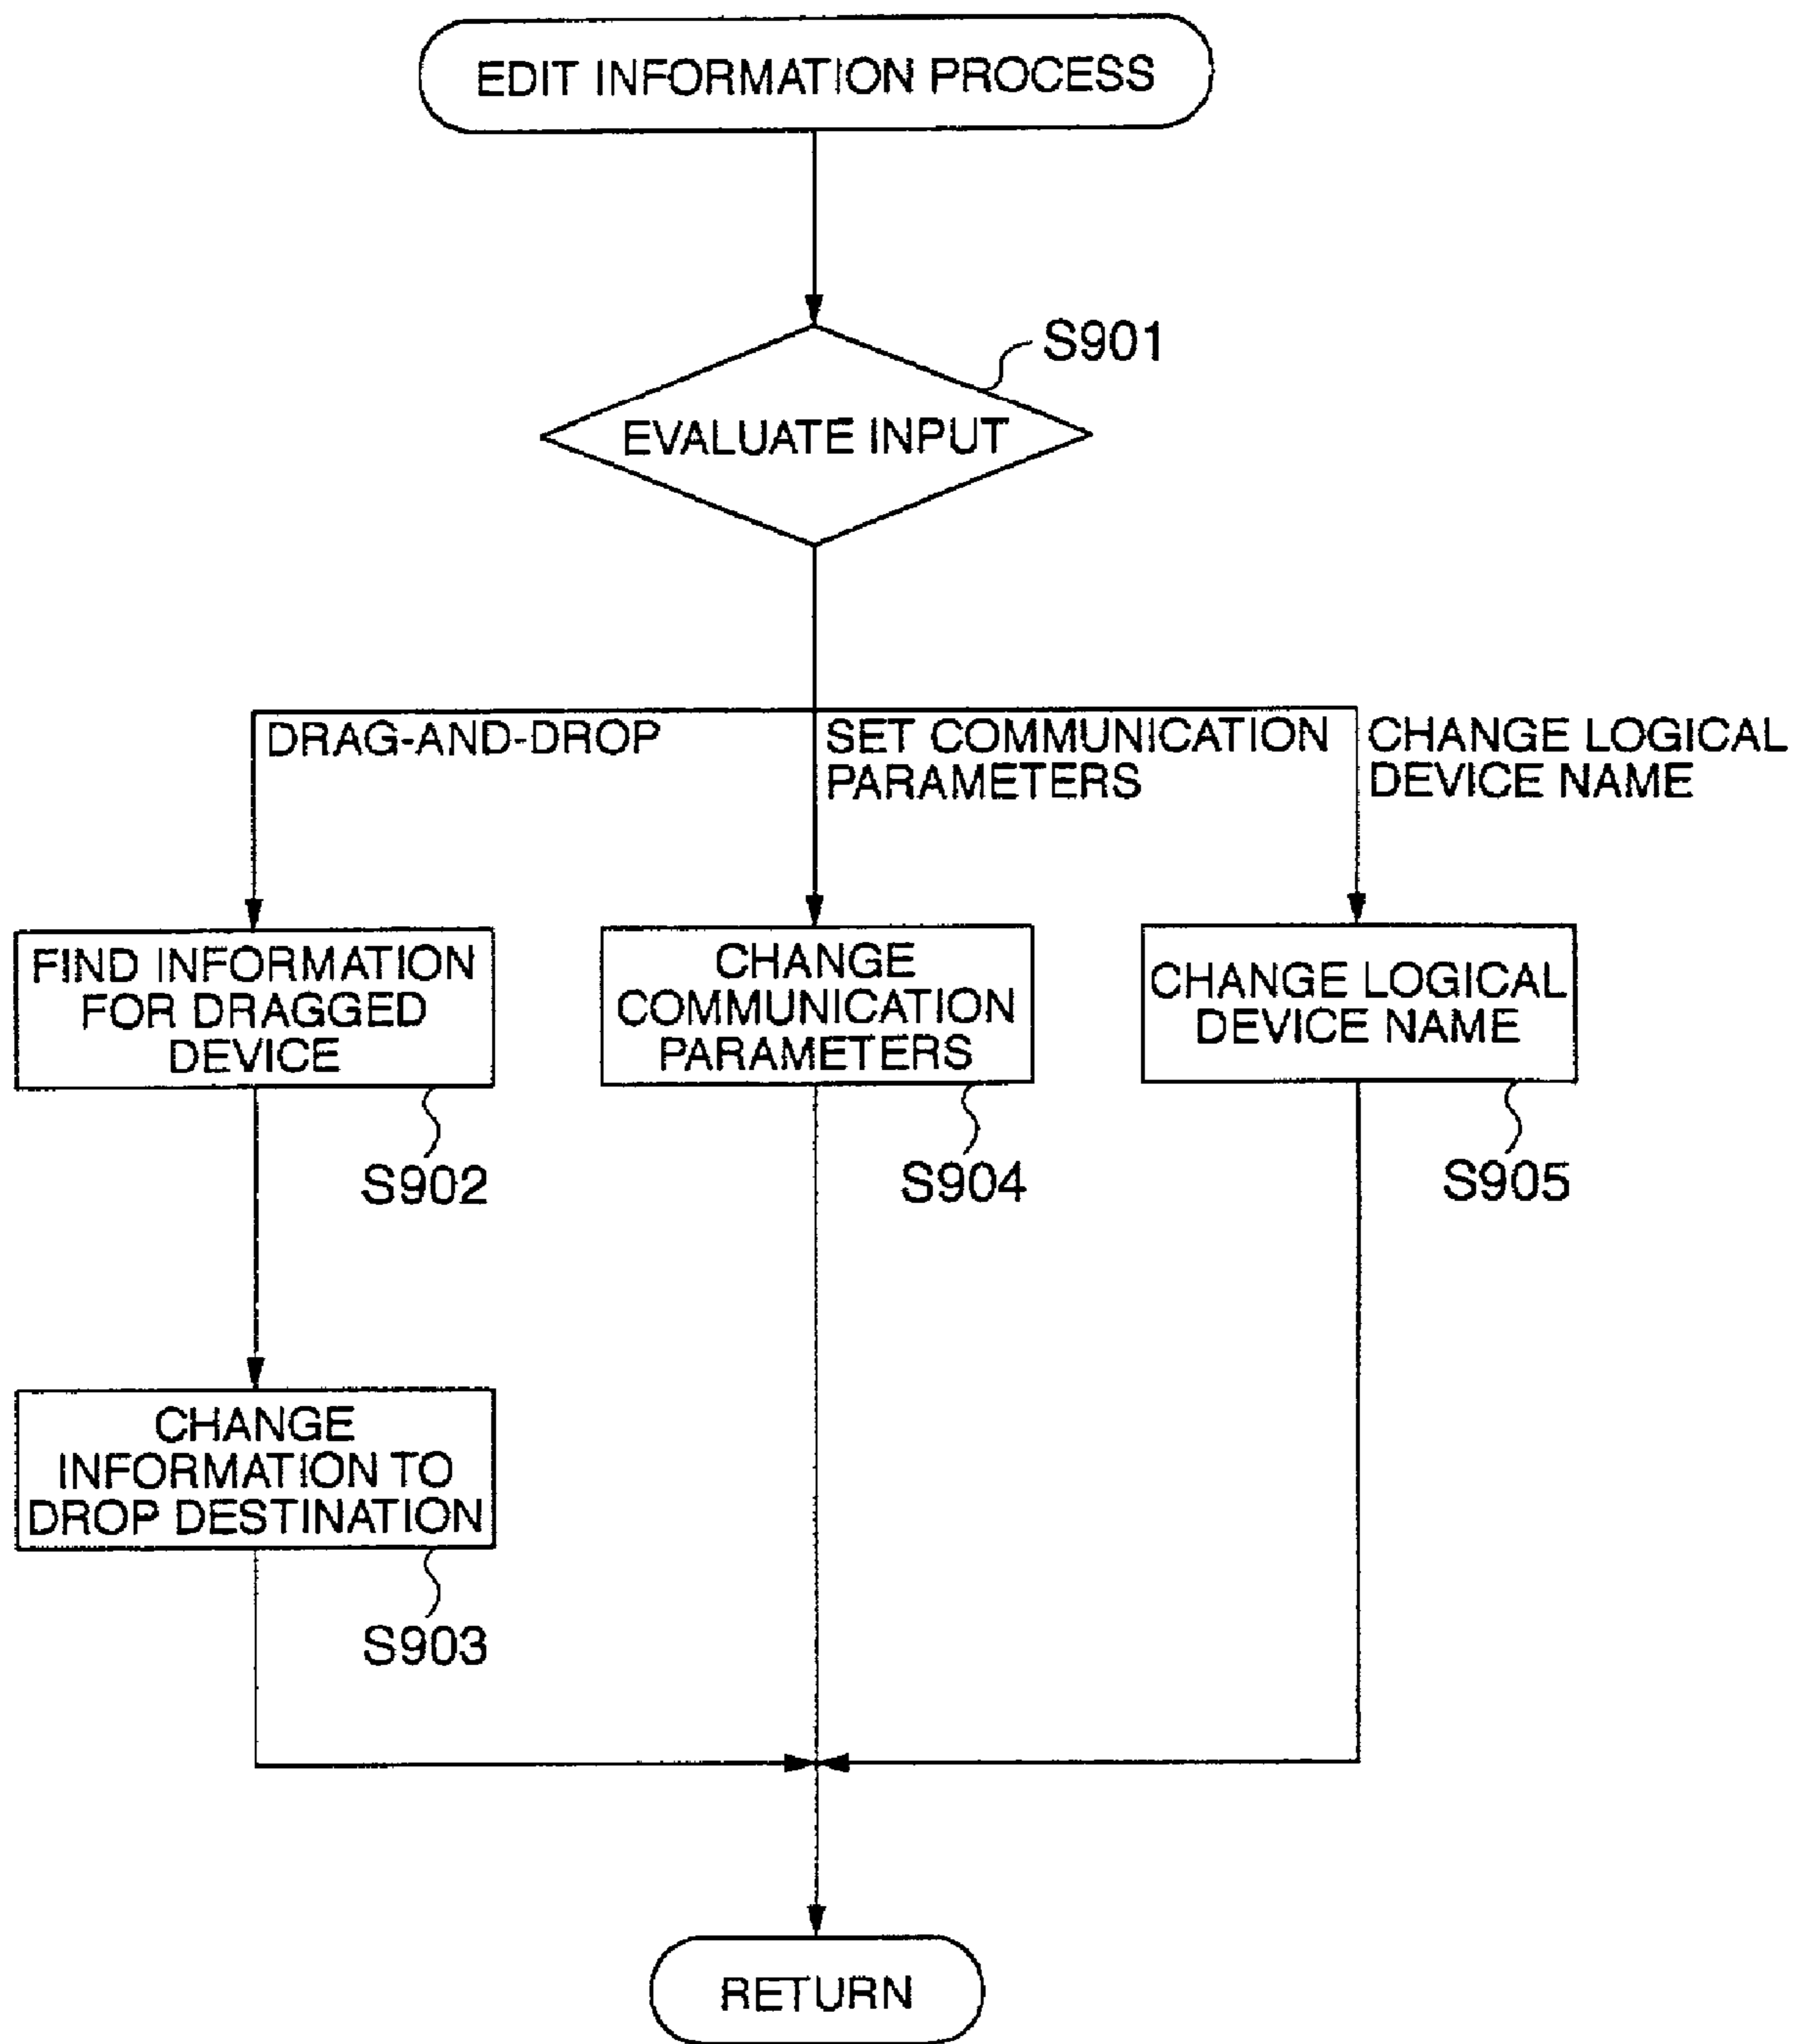 EDIT INFORMATION PROCESS
S901
EVALUATE INPUT
DRAG-AND-DROP
SET COMMUNICATION
PARAMETERS
CHANGE LOGICAL
DEVICE NAME
FIND INFORMATION
FOR DRAGGED
DEVICE
S902
CHANGE
COMMUNICATION
PARAMETERS
S904
CHANGE LOGICAL
DEVICE NAME
S905
CHANGE
INFORMATION TO
DROP DESTINATION
S903
RETURN